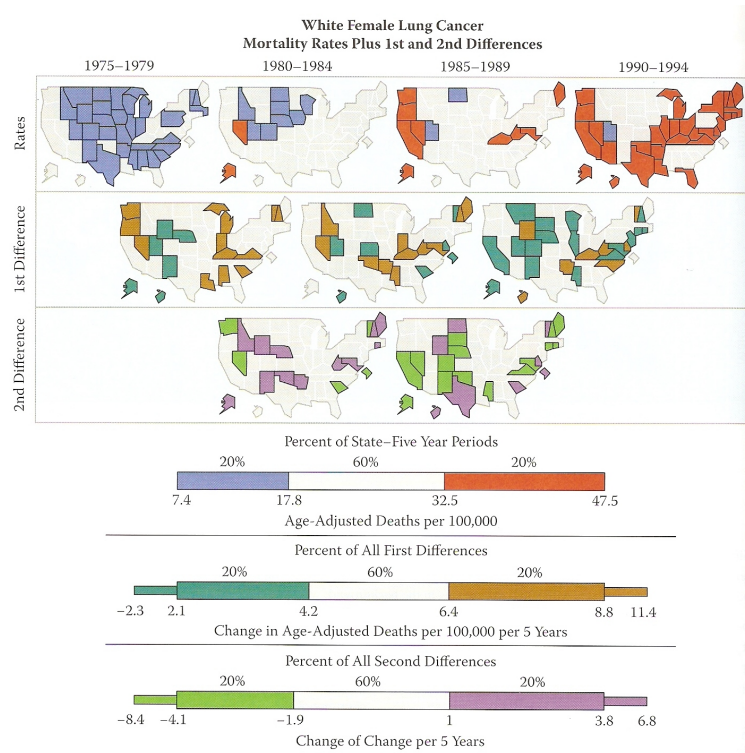 White Female Lung Cancer
Mortality Rates Plus 1st and 2nd Differences
1975–1979 1980–1984 1985–1989 1990–1994
Rates
1st Difference
2nd Difference
Percent of State–Five Year Periods
20% 60% 20%
7.4 17.8 32.5 47.5
Age-Adjusted Deaths per 100,000
Percent of All First Differences
20% 60% 20%
−2.3 2.1 4.2 6.4 8.8 11.4
Change in Age-Adjusted Deaths per 100,000 per 5 Years
Percent of All Second Differences
20% 60% 20%
−8.4 −4.1 −1.9 1 3.8 6.8
Change of Change per 5 Years